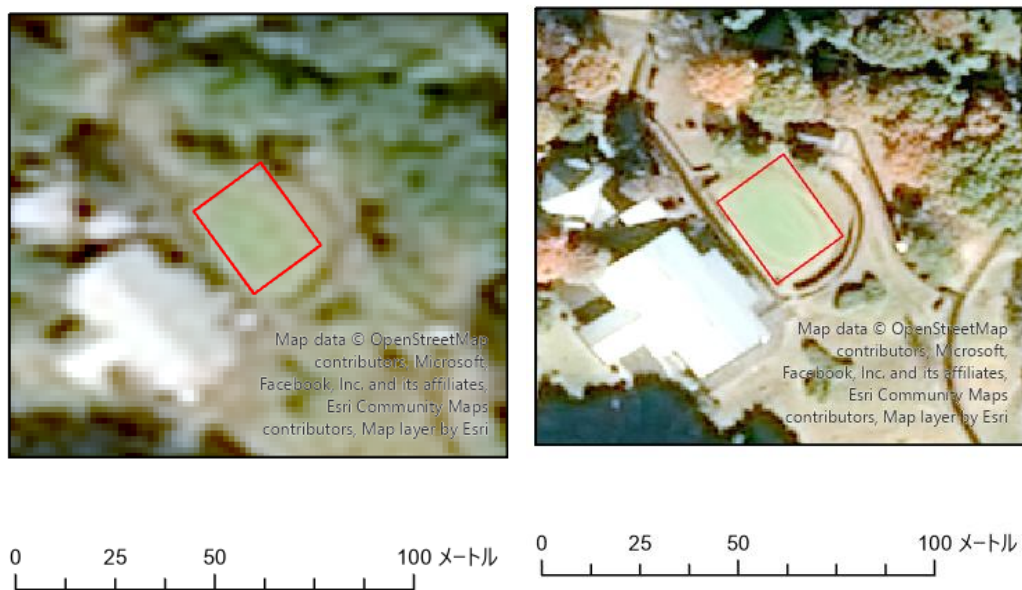 Map data © OpenStreetMap
contributors, Microsoft,
Facebook, Inc. and its affiliates,
Esri Community Maps
contributors, Map layer by Esri
Map data © OpenStreetMap
contributors, Microsoft,
Facebook, Inc. and its affiliates,
Esri Community Maps
contributors, Map layer by Esri
0 25 50 100 メートル
0 25 50 100 メートル